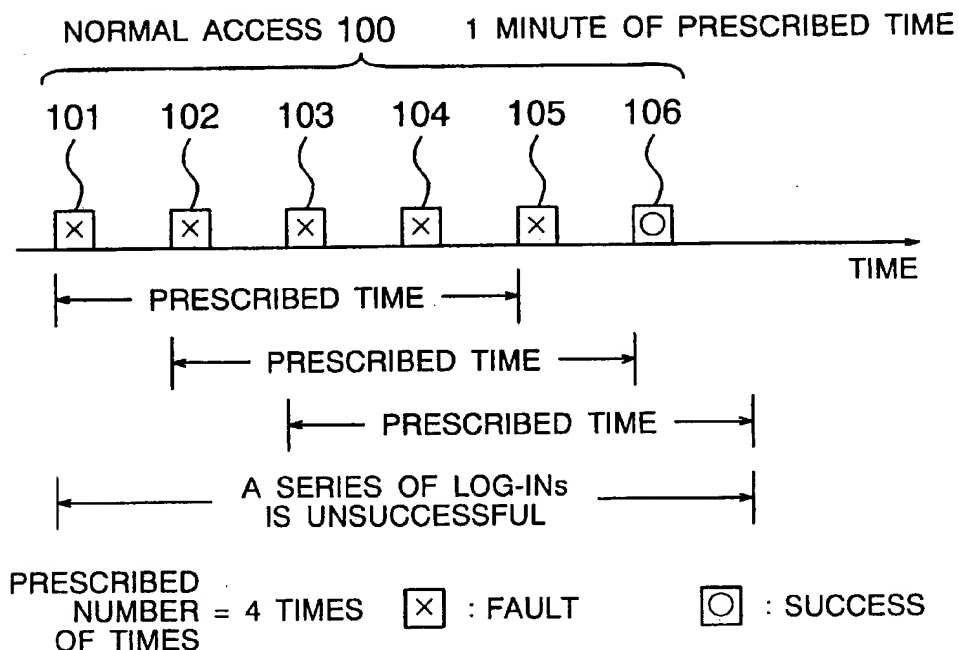 NORMAL ACCESS 100 1 MINUTE OF PRESCRIBED TIME
101 102 103 104 105 106
TIME
PRESCRIBED TIME
PRESCRIBED TIME
PRESCRIBED TIME
A SERIES OF LOG-INs
IS UNSUCCESSFUL
PRESCRIBED
NUMBER = 4 TIMES
OF TIMES
: FAULT
: SUCCESS